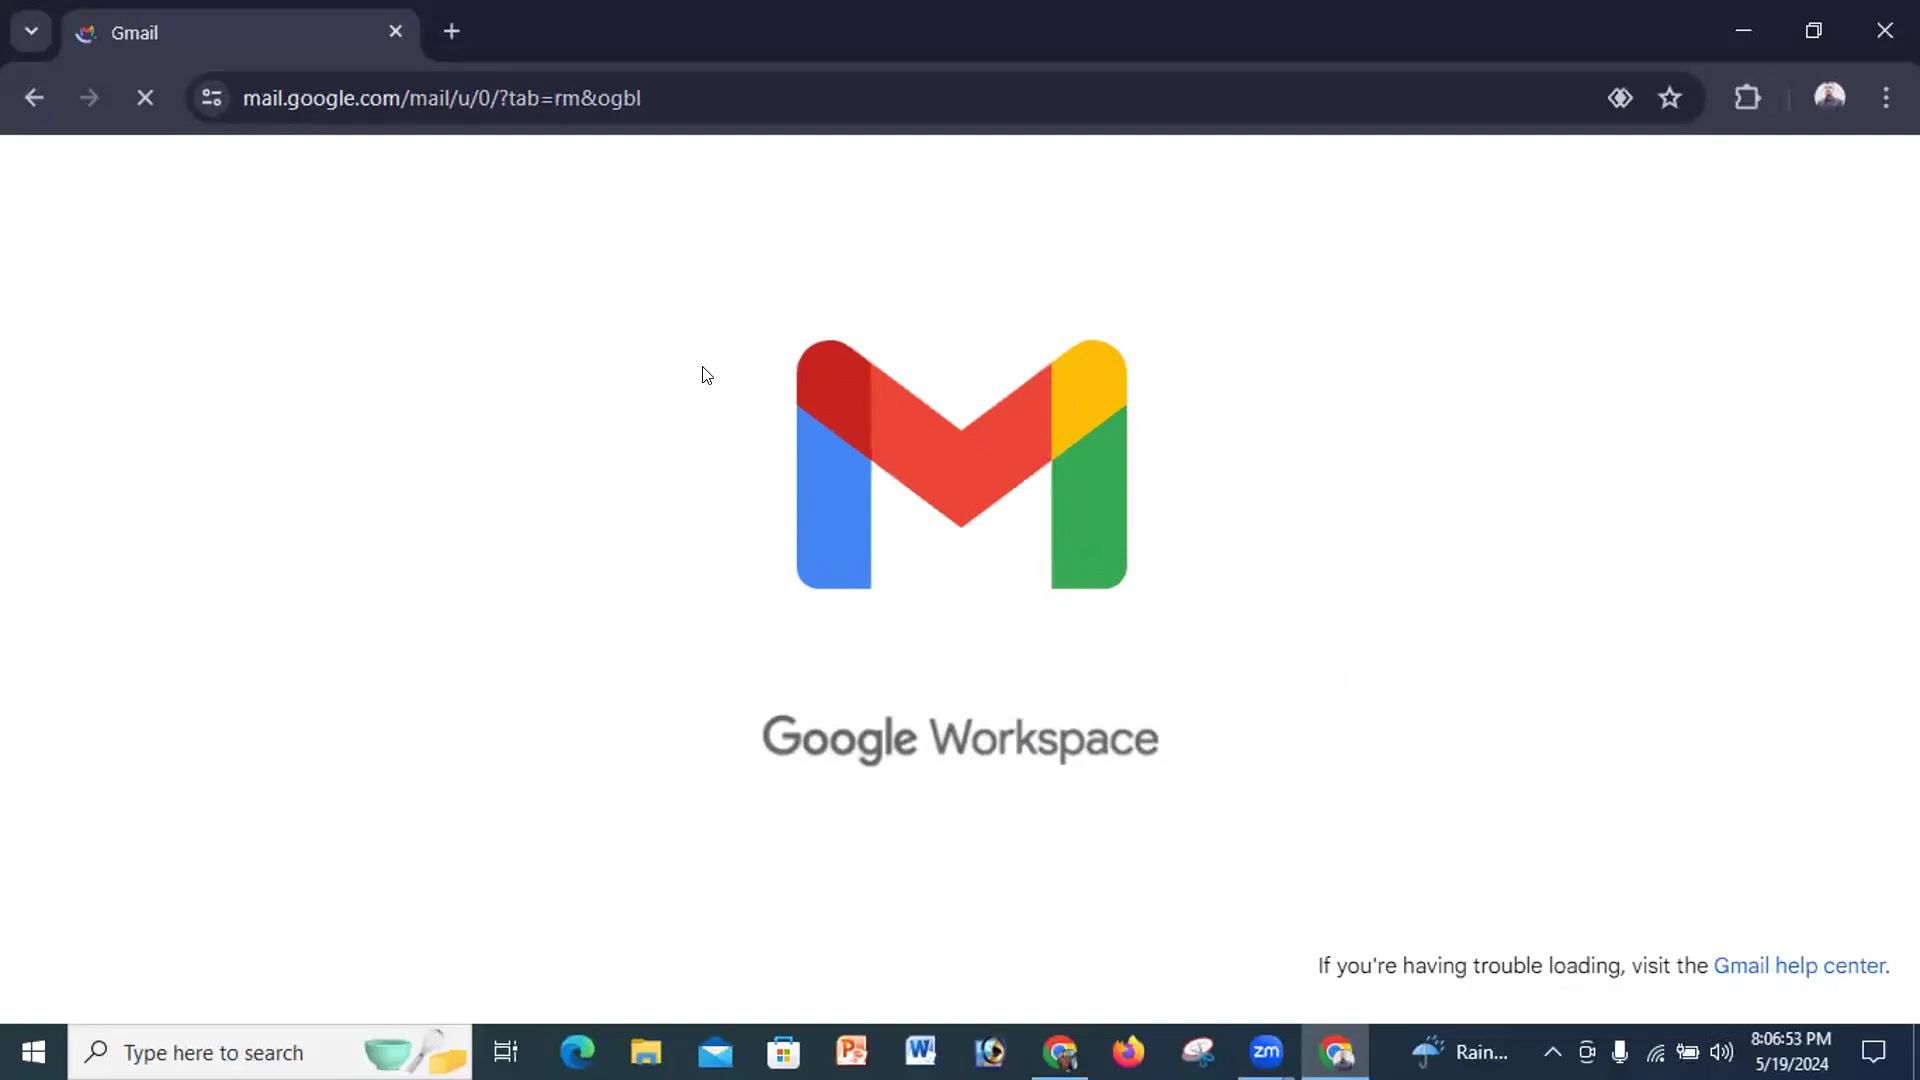 Gmail
mail.google.com/mail/u/0/?tab=rm&ogbl
Google Workspace
If you're having trouble loading, visit the Gmail help center.
Type here to search
zm
Rain...
8:06:53 PM
5/19/2024